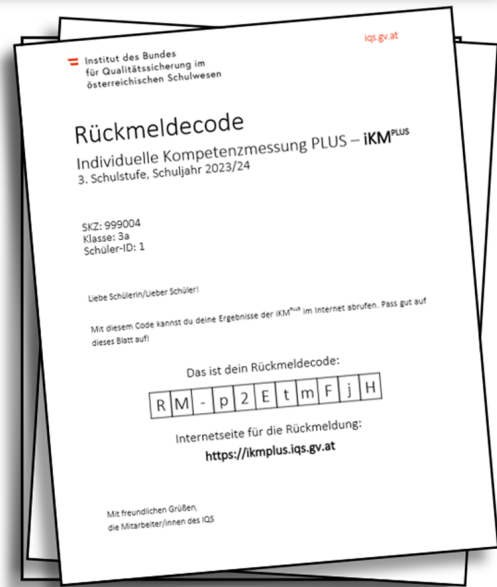 Institut des Bundes
für Qualitätssicherung im
österreichischen Schulwesen
iqs.gv.at
Rückmeldecode
Individuelle Kompetenzmessung PLUS – iKMPLUS
3. Schulstufe, Schuljahr 2023/24
SKZ: 999004
Klasse: 3a
Schüler-ID: 1
Liebe Schülerin/Lieber Schüler!
Mit diesem Code kannst du deine Ergebnisse der iKMPLUS im Internet abrufen. Pass gut auf
dieses Blatt auf!
Das ist dein Rückmeldecode:
RM-p2EtmFjH
Internetseite für die Rückmeldung:
https://ikmplus.iqs.gv.at
Mit freundlichen Grüßen,
die Mitarbeiter/innen des IQS